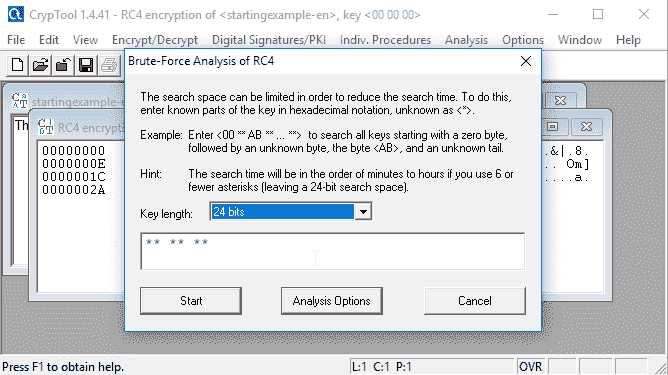 CrypTool 1.4.41 - RC4 encryption of <startingexample-en>, key <00 00 00>
File Edit View Encrypt/Decrypt Digital Signatures/PKI Indiv. Procedures Analysis Options Window Help
Brute-Force Analysis of RC4
startingexample-en
Th
RC4 encryp
00000000
0000000E
0000001C
0000002A
.&|.8.
.. Om]
....a.
The search space can be limited in order to reduce the search time. To do this,
enter known parts of the key in hexadecimal notation, unknown as <*>.
Example: Enter <00 ** AB ** ... **> to search all keys starting with a zero byte,
followed by an unknown byte, the byte <AB>, and an unknown tail.
Hint: The search time will be in the order of minutes to hours if you use 6 or
fewer asterisks (leaving a 24-bit search space).
Key length: 24 bits
** ** **
Start Analysis Options Cancel
Press F1 to obtain help. L:1 C:1 P:1 OVR